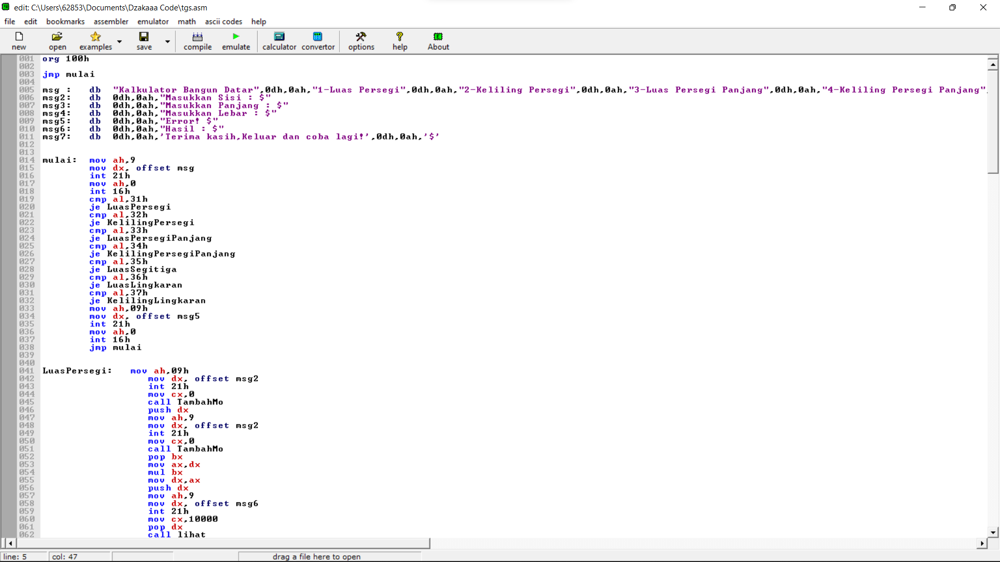 edit: C:\Users\62853\Documents\Dzakaaa Code\tgs.asm
file edit bookmarks assembler emulator math ascii codes help
new open examples save compile emulate calculator convertor options help About
001 org 100h
002
003 jmp mulai
004
005 msg : db "Kalkulator Bangun Datar",0dh,0ah,"1-Luas Persegi",0dh,0ah,"2-Keliling Persegi",0dh,0ah,"3-Luas Persegi Panjang",0dh,0ah,"4-Keliling Persegi Panjang",
006 msg2: db 0dh,0ah,"Masukkan Sisi : $"
007 msg3: db 0dh,0ah,"Masukkan Panjang : $"
008 msg4: db 0dh,0ah,"Masukkan Lebar : $"
009 msg5: db 0dh,0ah,"Error! $"
010 msg6: db 0dh,0ah,"Hasil : $"
011 msg7: db 0dh,0ah,'Terima kasih,Keluar dan coba lagi!',0dh,0ah,'$'
012
013
014 mulai: mov ah,9
015 mov dx, offset msg
016 int 21h
017 mov ah,0
018 int 16h
019 cmp al,31h
020 je LuasPersegi
021 cmp al,32h
022 je KelilingPersegi
023 cmp al,33h
024 je LuasPersegiPanjang
025 cmp al,34h
026 je KelilingPersegiPanjang
027 cmp al,35h
028 je LuasSegitiga
029 cmp al,36h
030 je LuasLingkaran
031 cmp al,37h
032 je KelilingLingkaran
033 mov ah,09h
034 mov dx, offset msg5
035 int 21h
036 mov ah,0
037 int 16h
038 jmp mulai
039
040
041 LuasPersegi: mov ah,09h
042 mov dx, offset msg2
043 int 21h
044 mov cx,0
045 call TambahMo
046 push dx
047 mov ah,9
048 mov dx, offset msg2
049 int 21h
050 mov cx,0
051 call TambahMo
052 pop bx
053 mov ax,dx
054 mul bx
055 mov dx,ax
056 push dx
057 mov ah,9
058 mov dx, offset msg6
059 int 21h
060 mov cx,10000
061 pop dx
062 call lihat
line: 5 col: 47 drag a file here to open